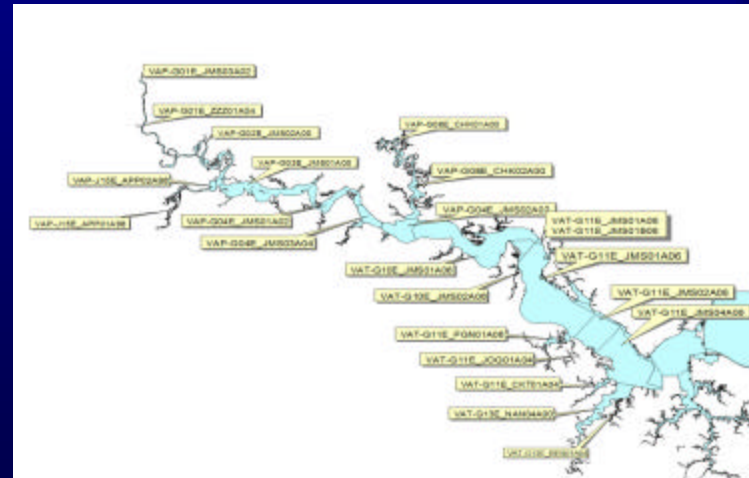 VAP-G01E_JMS03A02
VAP-G01E_ZZZ01A04
VAP-G02E_JMS02A00
VAP-G08E_CHK01A00
VAP-G03E_JMS01A00
VAP-G08E_CHK02A00
VAP-J15E_APP02A98
VAP-J15E_APP01A98
VAP-G04E_JMS01A02
VAP-G04E_JMS02A02
VAP-G04E_JMS03A04
VAT-G11E_JMS01A06
VAT-G11E_JMS01B06
VAT-G11E_JMS01A06
VAT-G10E_JMS01A06
VAT-G10E_JMS02A06
VAT-G11E_JMS02A06
VAT-G11E_JMS04A06
VAT-G11E_PGN01A06
VAT-G11E_JOG01A04
VAT-G11E_CKT01A04
VAT-G13E_NAN04A00